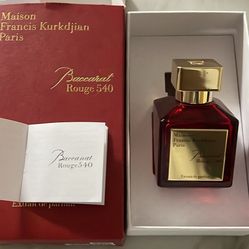 Maison
Francis Kurkdjian
Paris
Baccarat
Rouge 540
Extrait de parfum
Baccarat
Rouge 540
Maison
Francis Kurkdjian
Paris
Extrait de parfum